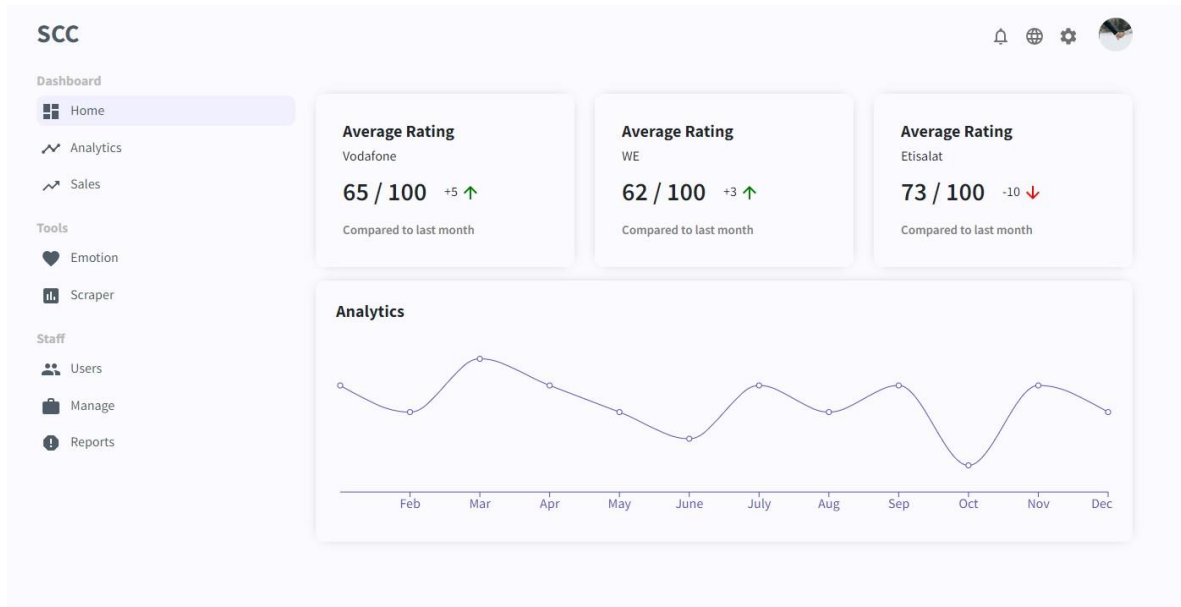 SCC
Dashboard
Home
Analytics
Sales
Tools
Emotion
Scraper
Staff
Users
Manage
Reports
Average Rating
Vodafone
65 / 100 +5
Compared to last month
Average Rating
WE
62 / 100 +3
Compared to last month
Average Rating
Etisalat
73 / 100 -10
Compared to last month
Analytics
Feb Mar Apr May June July Aug Sep Oct Nov Dec